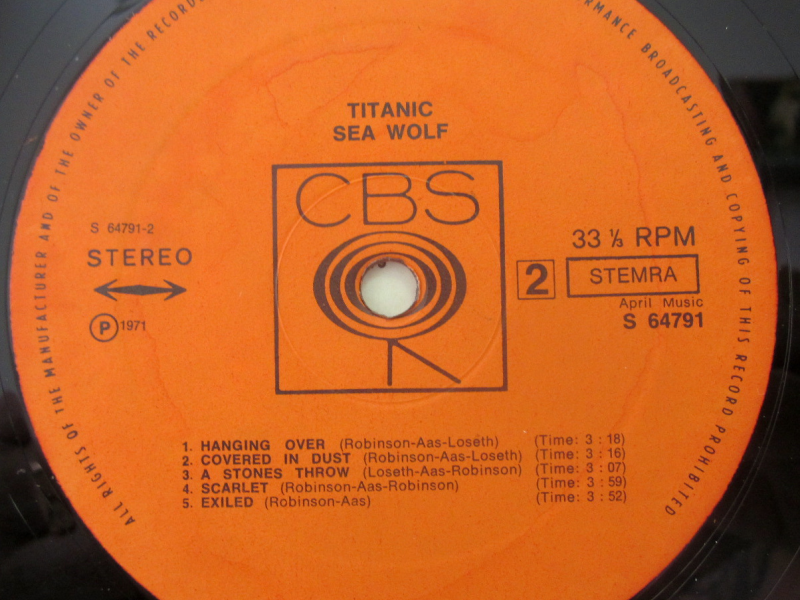 ALL RIGHTS OF THE MANUFACTURER AND OF THE OWNER OF THE RECORDED
BROADCASTING AND COPYING OF THIS RECORD PROHIBITED
TITANIC
SEA WOLF
CBS
S 64791-2
STEREO
P 1971
33 ⅓ RPM
2
STEMRA
April Music
S 64791
1. HANGING OVER (Robinson-Aas-Loseth) (Time: 3 : 18)
2. COVERED IN DUST (Robinson-Aas-Loseth) (Time: 3 : 16)
3. A STONES THROW (Loseth-Aas-Robinson) (Time: 3 : 07)
4. SCARLET (Robinson-Aas-Robinson) (Time: 3 : 59)
5. EXILED (Robinson-Aas) (Time: 3 : 52)